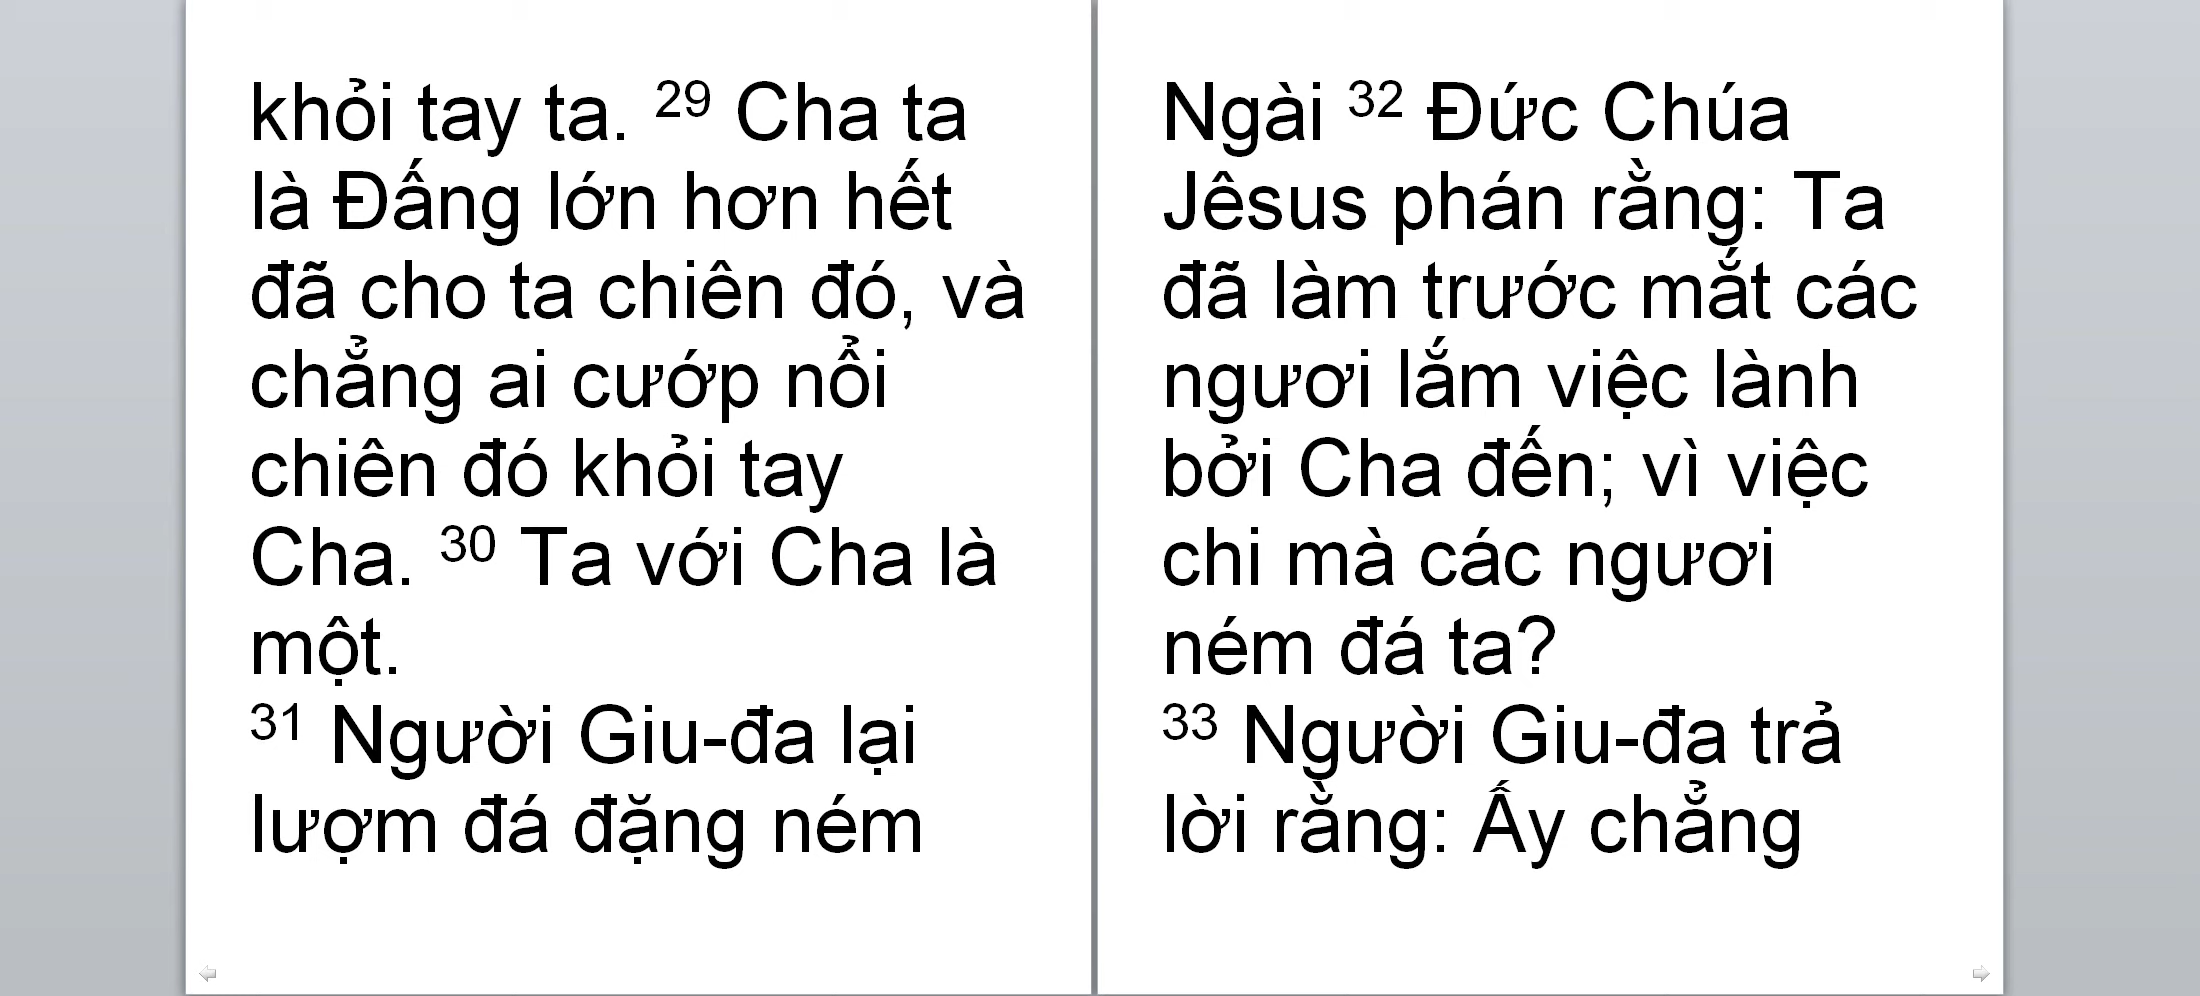 khỏi tay ta. 29 Cha ta
là Đấng lớn hơn hết
đã cho ta chiên đó, và
chẳng ai cướp nổi
chiên đó khỏi tay
Cha. 30 Ta với Cha là
một.
31 Người Giu-đa lại
lượm đá đặng ném
Ngài 32 Đức Chúa
Jêsus phán rằng: Ta
đã làm trước mắt các
ngươi lắm việc lành
bởi Cha đến; vì việc
chi mà các ngươi
ném đá ta?
33 Người Giu-đa trả
lời rằng: Ấy chẳng